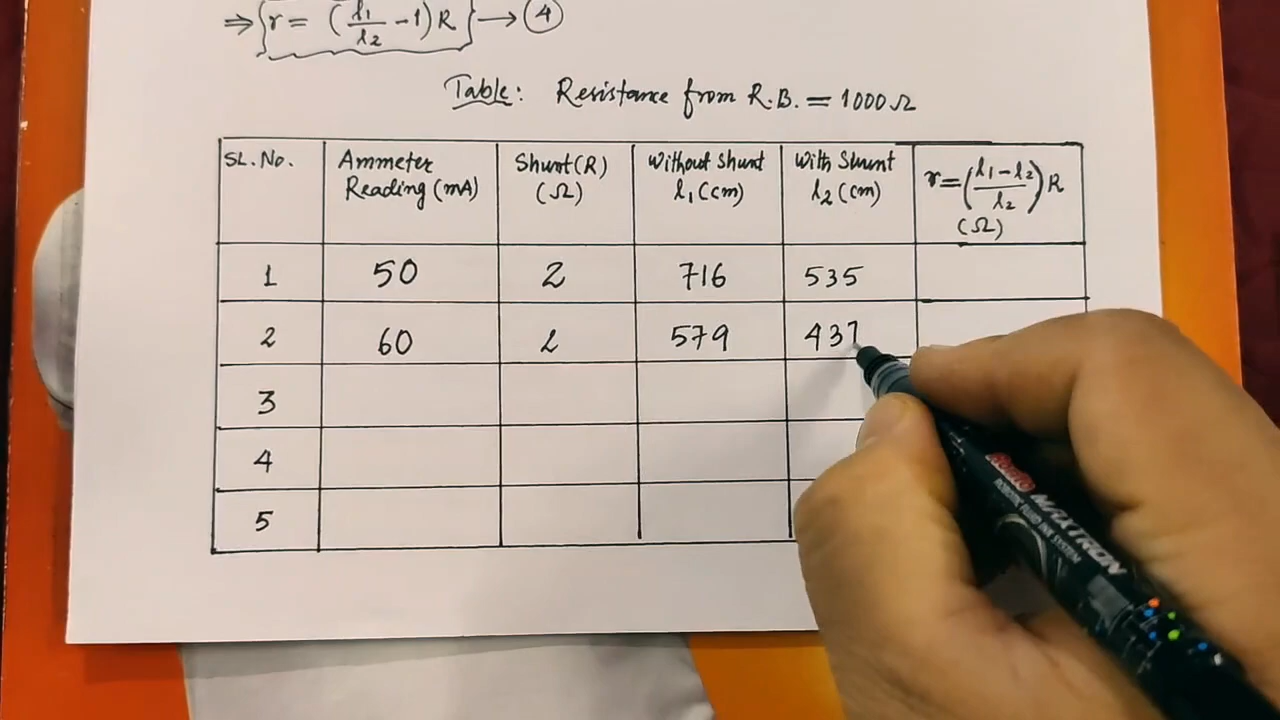 ⇒ { r = (l₁/l₂ - 1) R } → ④
Table: Resistance from R.B. = 1000 Ω
SL. No. | Ammeter Reading (mA) | Shunt (R) (Ω) | Without Shunt l₁ (cm) | With Shunt l₂ (cm) | r = ((l₁ - l₂)/l₂) R (Ω)
1 | 50 | 2 | 716 | 535
2 | 60 | 2 | 579 | 437
3
4
5
MAXTRON